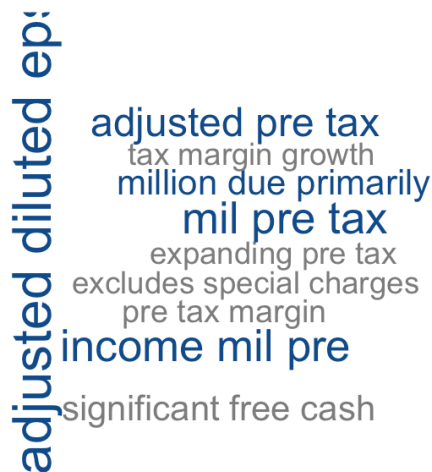 adjusted diluted eps
adjusted pre tax
tax margin growth
million due primarily
mil pre tax
expanding pre tax
excludes special charges
pre tax margin
income mil pre
significant free cash